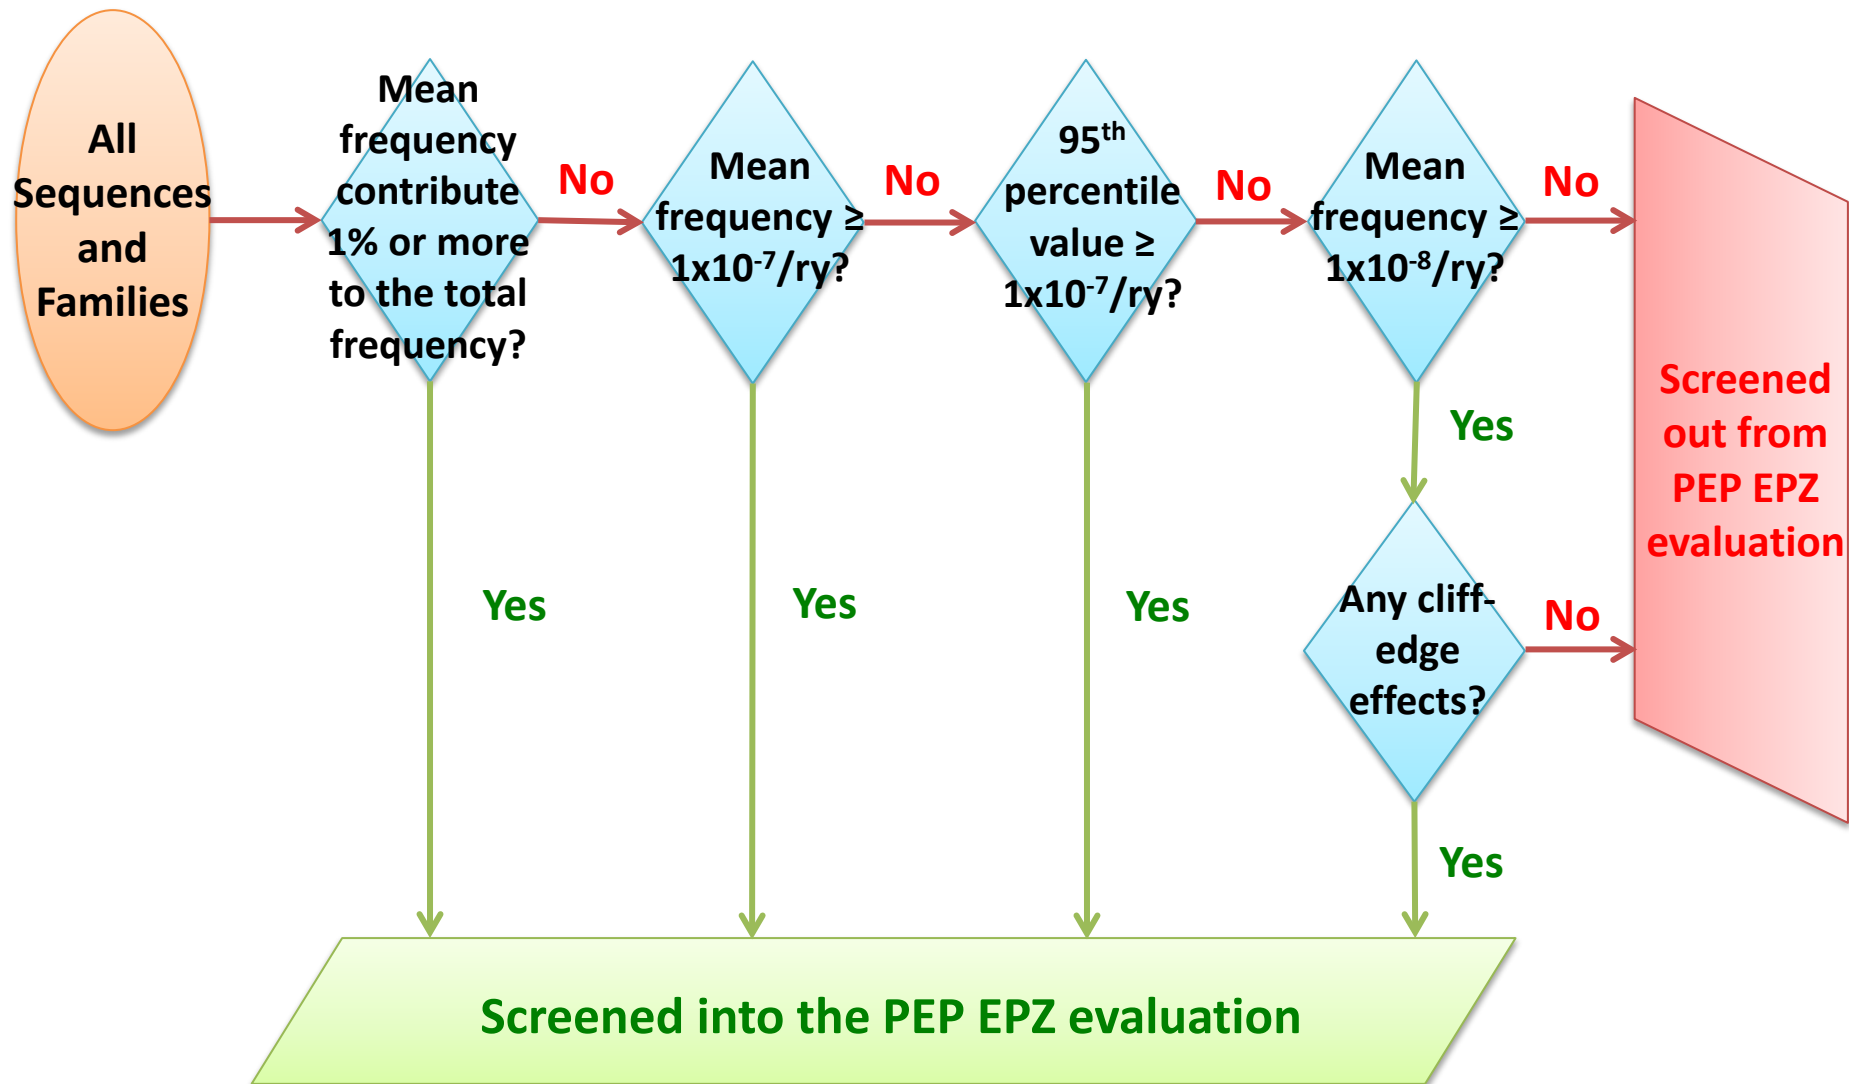 All
Sequences
and
Families
Mean
frequency
contribute
1% or more
to the total
frequency?
No
Mean
frequency ≥
1x10⁻⁷/ry?
No
95ᵗʰ
percentile
value ≥
1x10⁻⁷/ry?
No
Mean
frequency ≥
1x10⁻⁸/ry?
No
Screened
out from
PEP EPZ
evaluation
Yes
Yes
Yes
Yes
Any cliff-
edge
effects?
No
Yes
Screened into the PEP EPZ evaluation